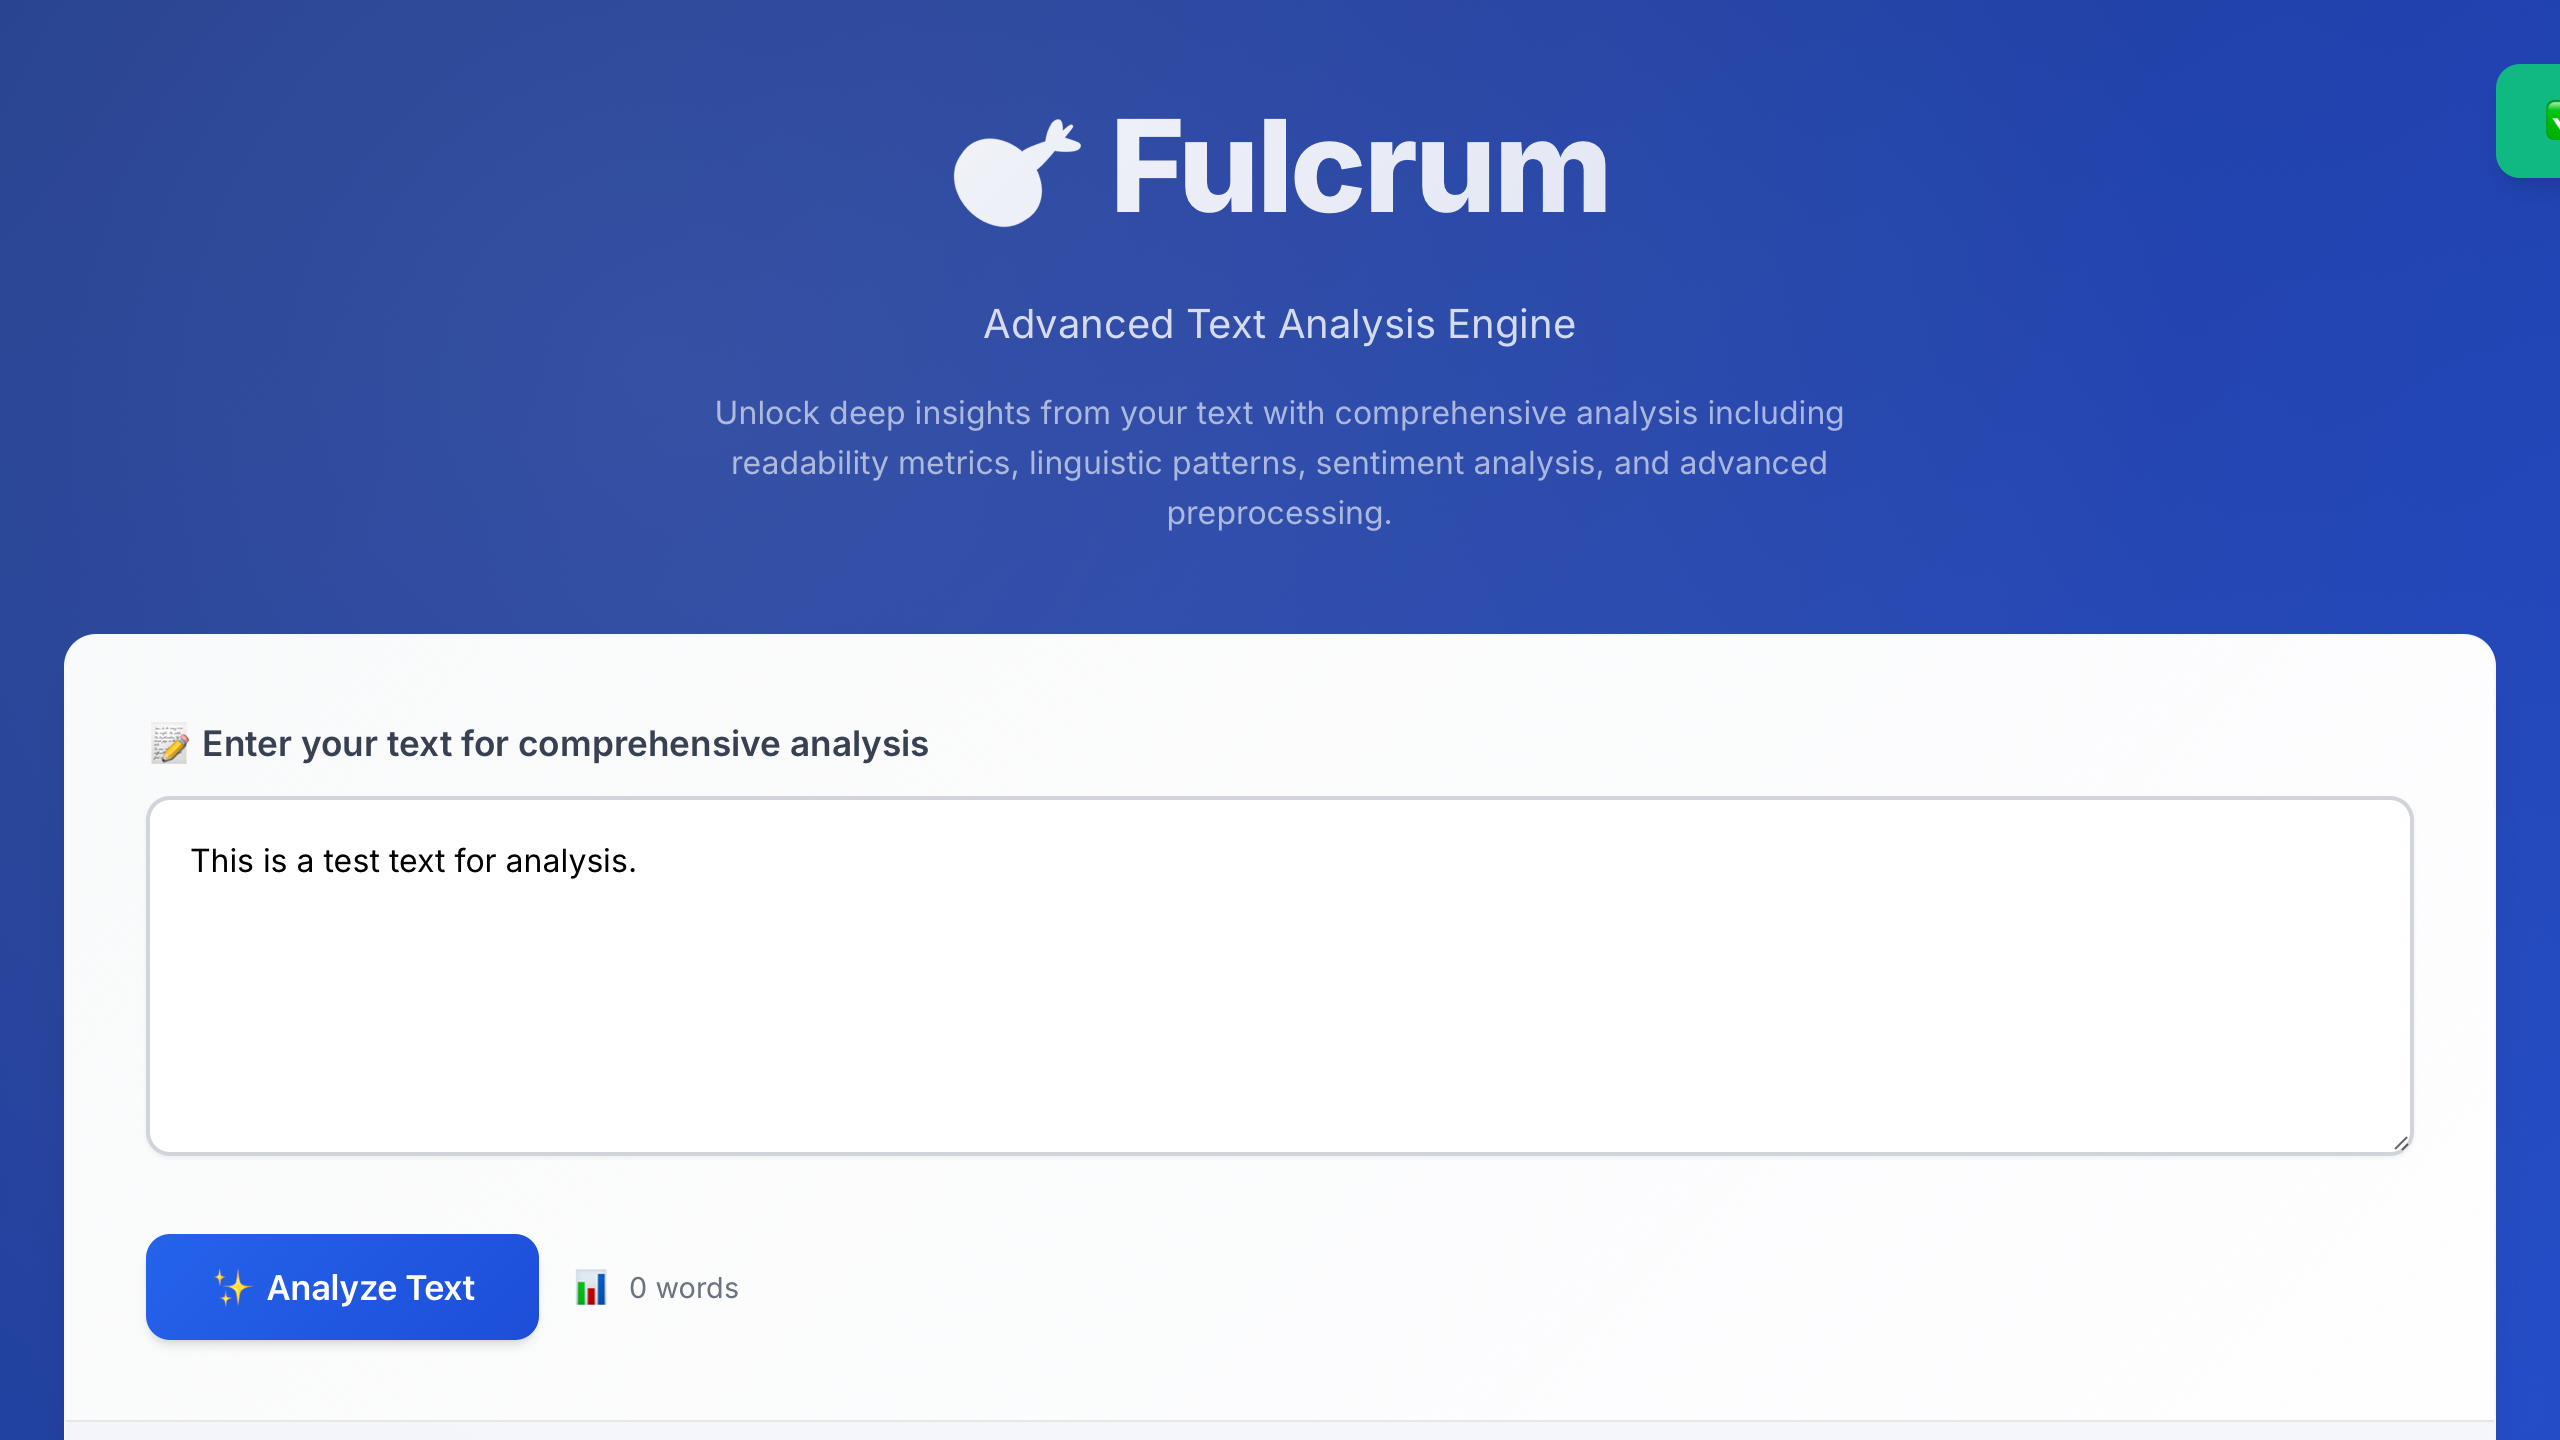 Fulcrum
Advanced Text Analysis Engine
Unlock deep insights from your text with comprehensive analysis including
readability metrics, linguistic patterns, sentiment analysis, and advanced
preprocessing.
Enter your text for comprehensive analysis
This is a test text for analysis.
Analyze Text
0 words